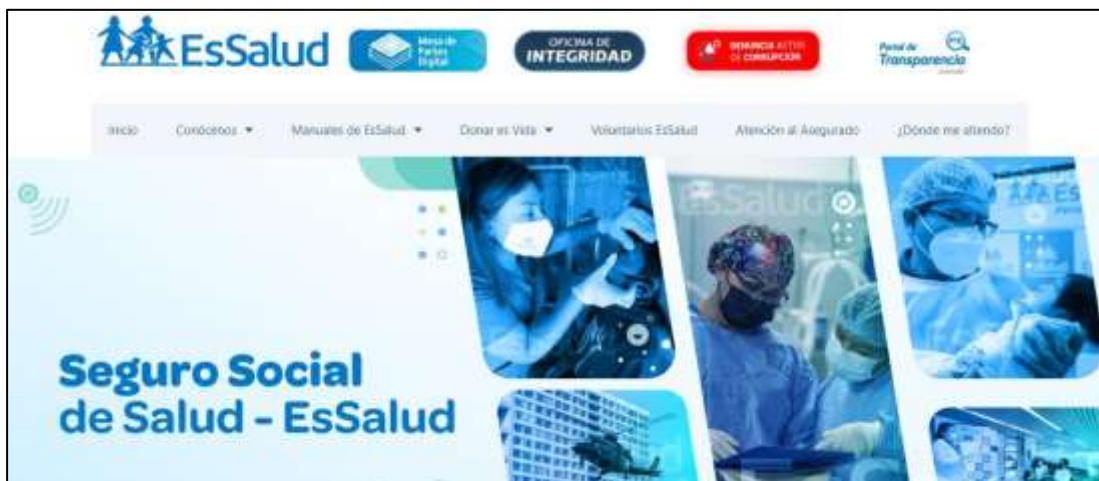 EsSalud
Mesa de
Partes
Digital
OFICINA DE
INTEGRIDAD
DENUNCIA ACTOS
DE CORRUPCIÓN
Portal de
Transparencia
Inicio Conócenos Manuales de EsSalud Donar es Vida Voluntarios EsSalud Atención al Asegurado ¿Dónde me atiendo?
EsSalud
Seguro Social
de Salud - EsSalud